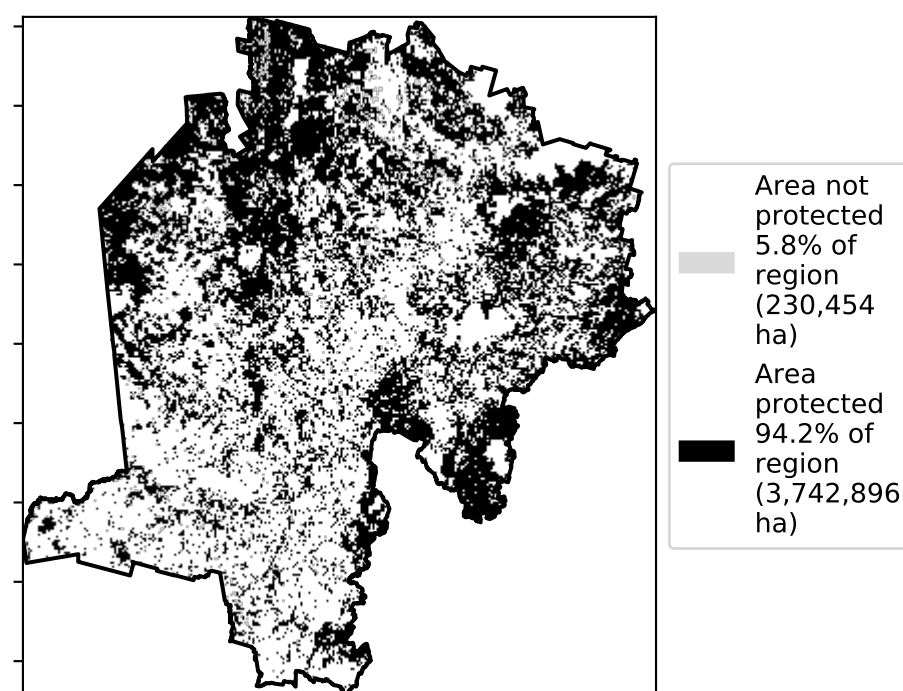 Area not
protected
5.8% of
region
(230,454
ha)
Area
protected
94.2% of
region
(3,742,896
ha)